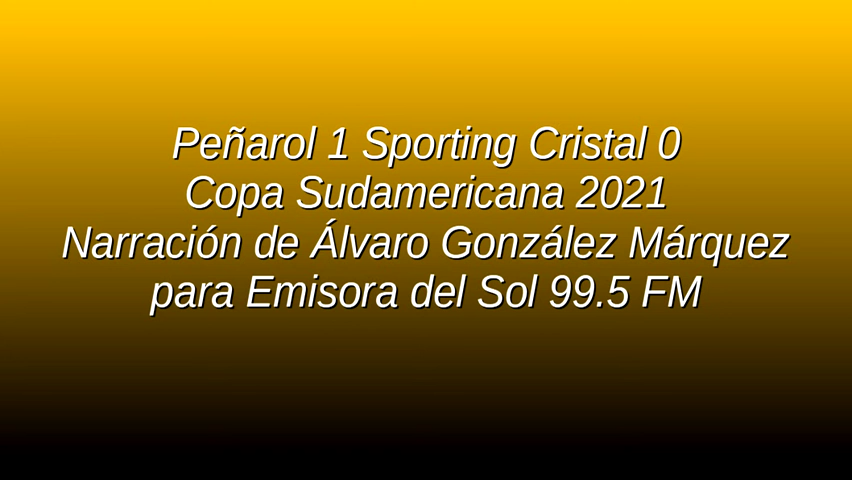 Peñarol 1 Sporting Cristal 0
Copa Sudamericana 2021
Narración de Álvaro González Márquez
para Emisora del Sol 99.5 FM